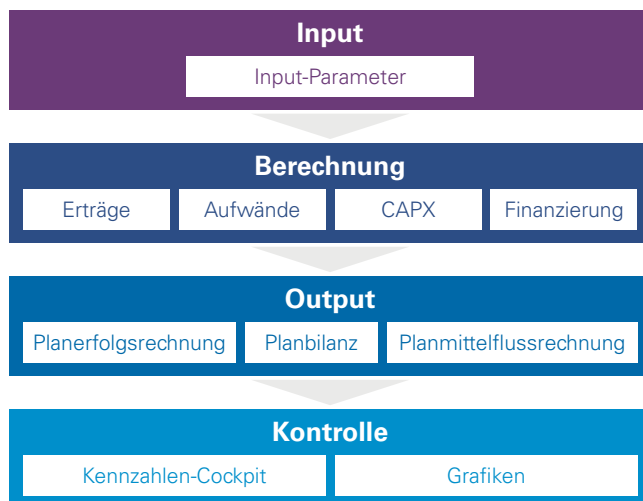 Input
Input-Parameter
Berechnung
Erträge Aufwände CAPX Finanzierung
Output
Planerfolgsrechnung Planbilanz Planmittelflussrechnung
Kontrolle
Kennzahlen-Cockpit Grafiken